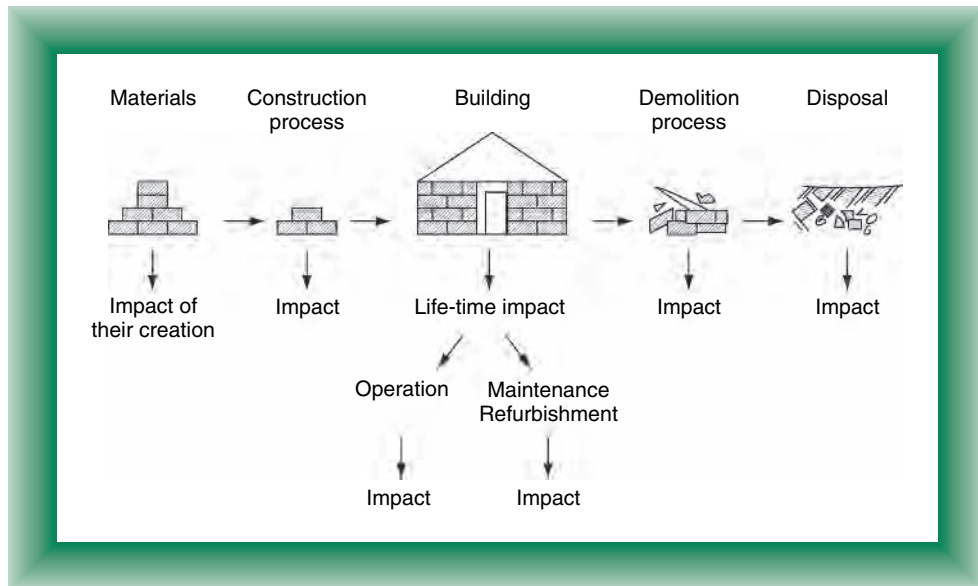 Materials
Construction
process
Building
Demolition
process
Disposal
Impact of
their creation
Impact
Life-time impact
Impact
Impact
Operation
Maintenance
Refurbishment
Impact
Impact